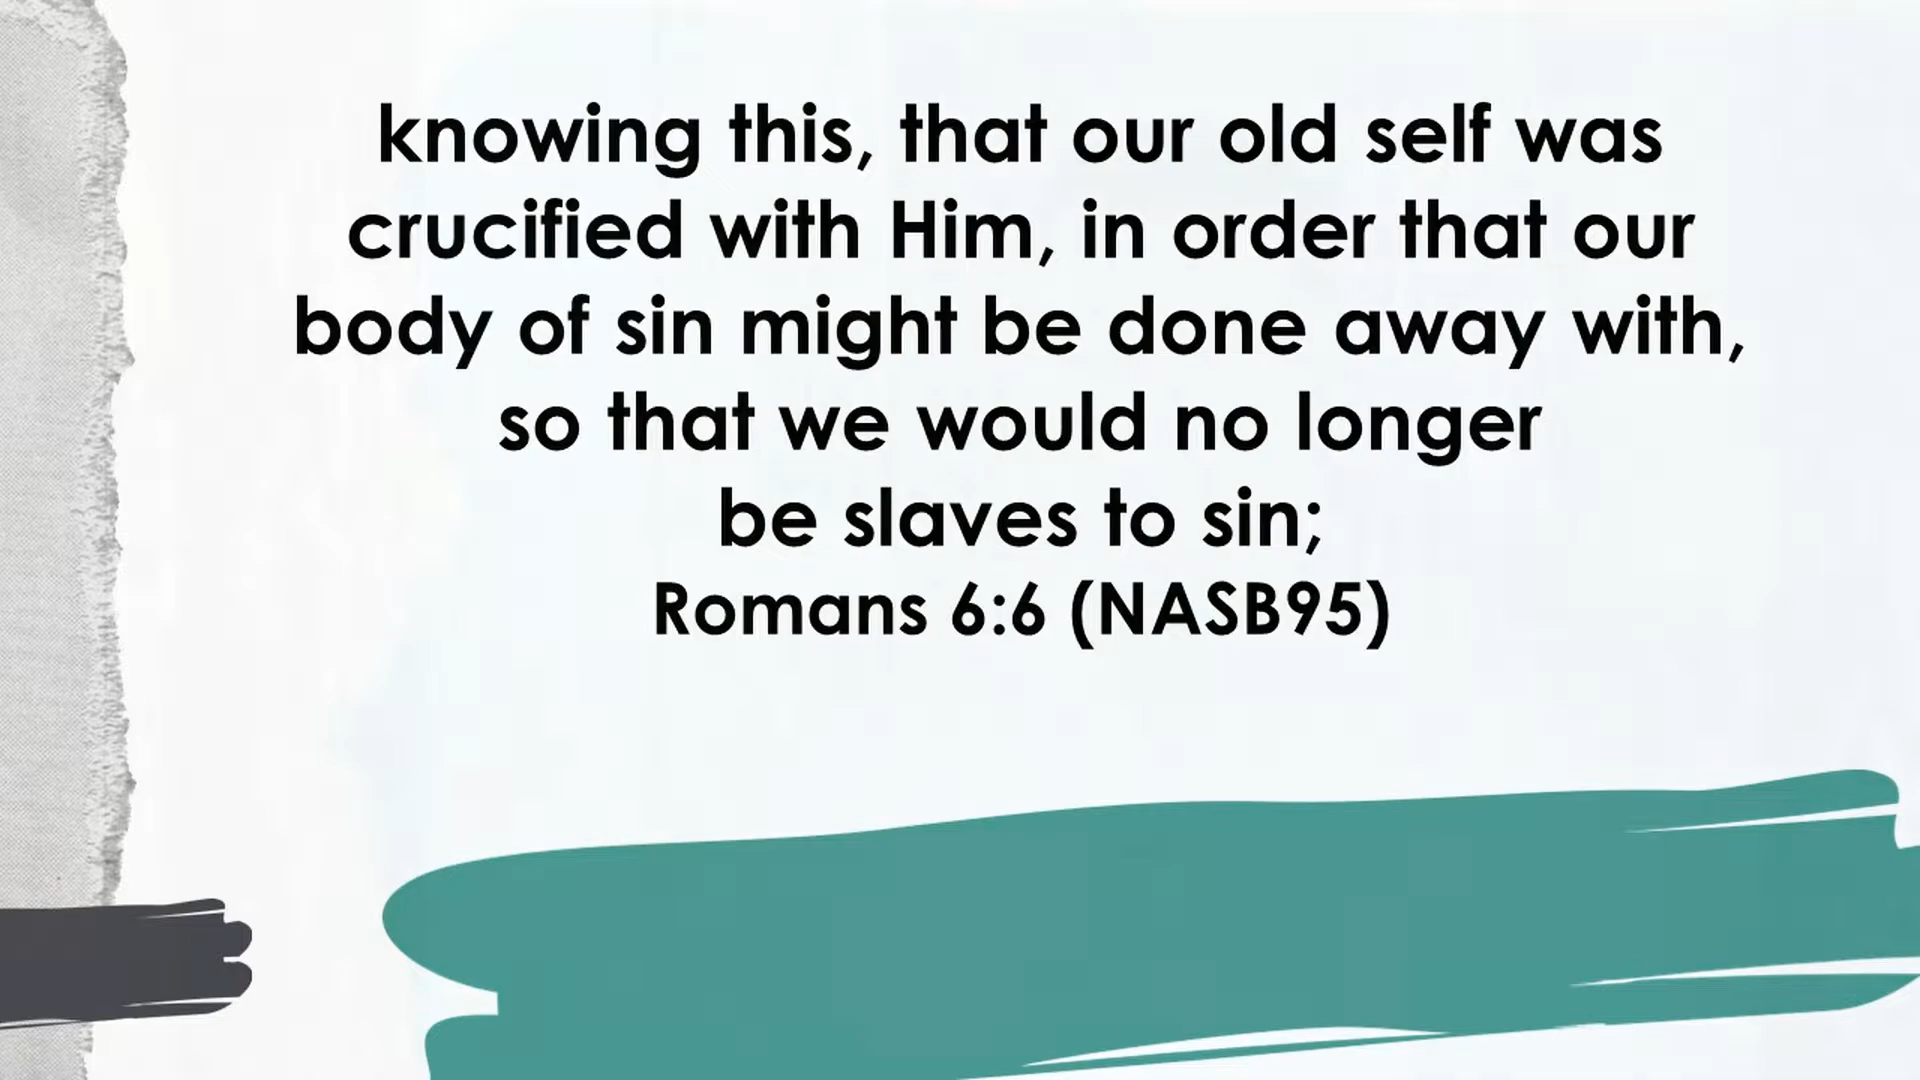 knowing this, that our old self was
crucified with Him, in order that our
body of sin might be done away with,
so that we would no longer
be slaves to sin;
Romans 6:6 (NASB95)